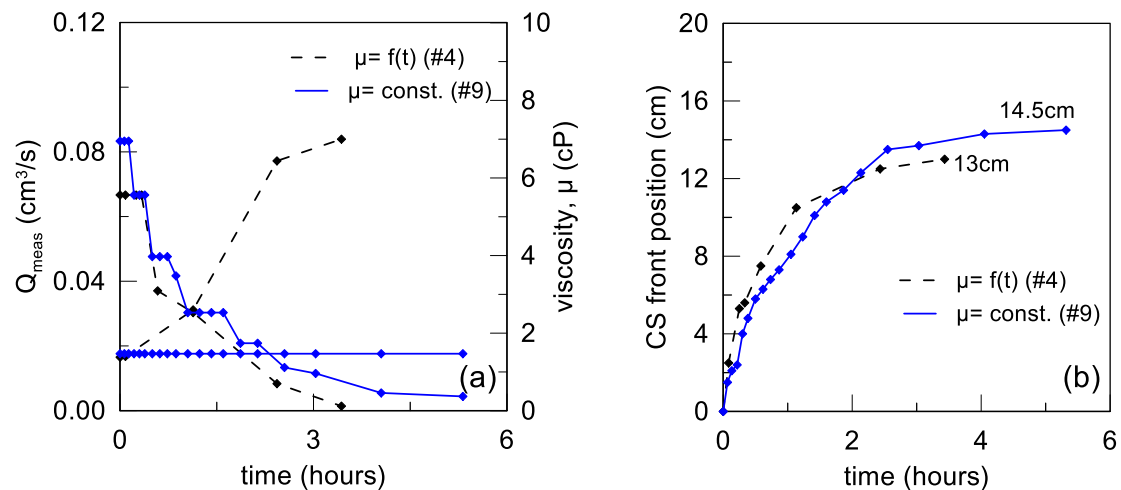 0.12
0.08
0.04
0.00
Qmeas (cm³/s)
μ= f(t) (#4)
μ= const. (#9)
(a)
10
8
6
4
2
0
viscosity, μ (cP)
0
3
6
time (hours)
20
16
12
8
4
0
CS front position (cm)
14.5cm
13cm
μ= f(t) (#4)
μ= const. (#9)
(b)
0
2
4
6
time (hours)